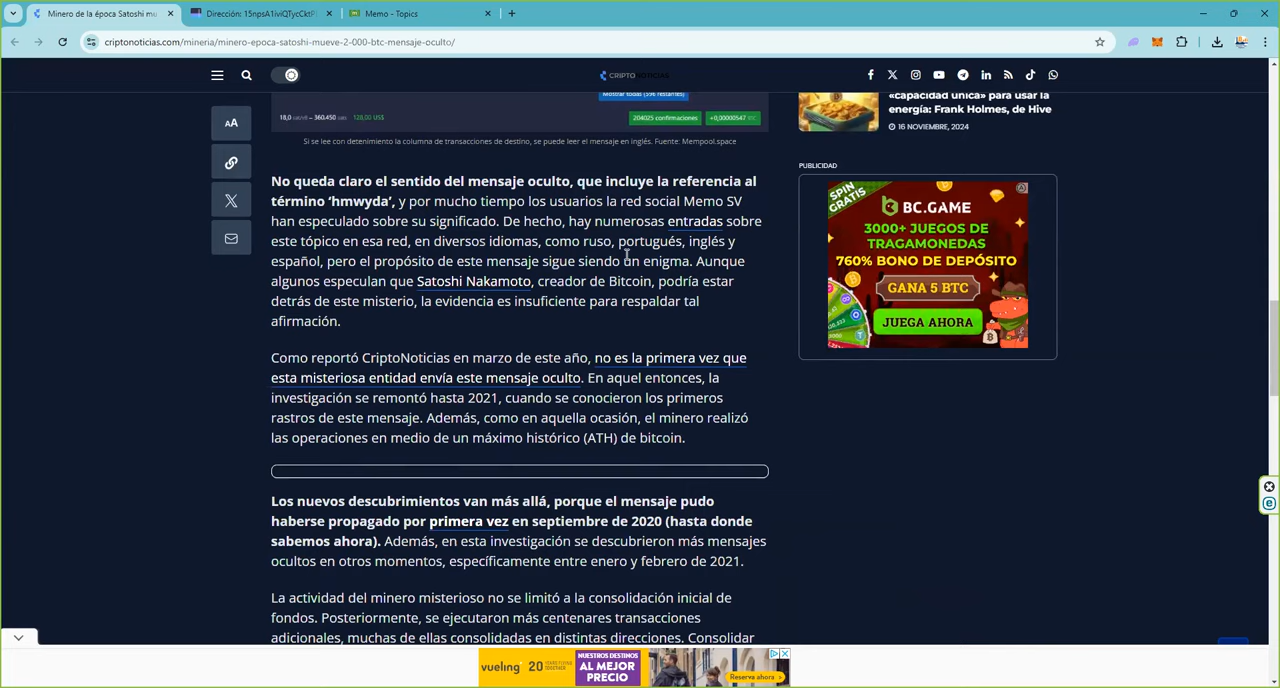 Minero de la época Satoshi me
Dirección: 15npsA1iviQTycCktP
Memo - Topics
criptonoticias.com/mineria/minero-epoca-satoshi-mueve-2-000-btc-mensaje-oculto/
CRIPTONOTICIAS
AA
Mostrar todas (396 restantes)
18,0 sat/vB – 360.450 sats 128,00 US$
204025 confirmaciones
+0,00000547 BTC
Si se lee con detenimiento la columna de transacciones de destino, se puede leer el mensaje en inglés. Fuente: Mempool.space
No queda claro el sentido del mensaje oculto, que incluye la referencia al
término ‘hmwyda’, y por mucho tiempo los usuarios la red social Memo SV
han especulado sobre su significado. De hecho, hay numerosas entradas sobre
este tópico en esa red, en diversos idiomas, como ruso, portugués, inglés y
español, pero el propósito de este mensaje sigue siendo un enigma. Aunque
algunos especulan que Satoshi Nakamoto, creador de Bitcoin, podría estar
detrás de este misterio, la evidencia es insuficiente para respaldar tal
afirmación.
Como reportó CriptoNoticias en marzo de este año, no es la primera vez que
esta misteriosa entidad envía este mensaje oculto. En aquel entonces, la
investigación se remontó hasta 2021, cuando se conocieron los primeros
rastros de este mensaje. Además, como en aquella ocasión, el minero realizó
las operaciones en medio de un máximo histórico (ATH) de bitcoin.
Los nuevos descubrimientos van más allá, porque el mensaje pudo
haberse propagado por primera vez en septiembre de 2020 (hasta donde
sabemos ahora). Además, en esta investigación se descubrieron más mensajes
ocultos en otros momentos, específicamente entre enero y febrero de 2021.
La actividad del minero misterioso no se limitó a la consolidación inicial de
fondos. Posteriormente, se ejecutaron más centenares transacciones
adicionales, muchas de ellas consolidadas en distintas direcciones. Consolidar
«capacidad única» para usar la
enorme ganancia: Frank Holmes, de Hive
16 NOVIEMBRE, 2024
PUBLICIDAD
SPIN
GRATIS
BC.GAME
3000+ JUEGOS DE
TRAGAMONEDAS
760% BONO DE DEPÓSITO
GANA 5 BTC
JUEGA AHORA
vueling
20
NUESTROS DESTINOS
AL MEJOR
PRECIO
Reserva ahora >